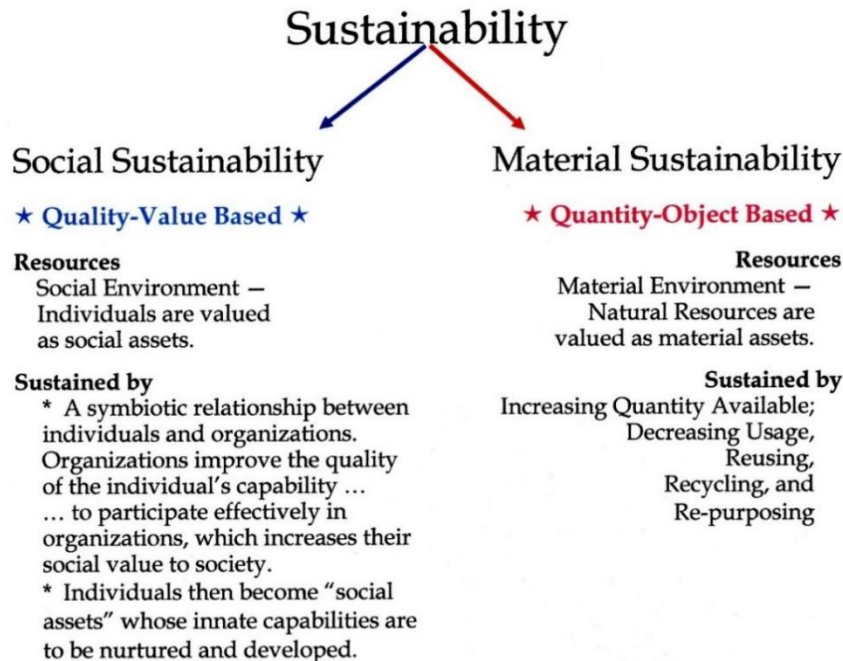 Sustainability
Social Sustainability
★ Quality-Value Based ★
Resources
Social Environment —
Individuals are valued
as social assets.
Sustained by
* A symbiotic relationship between
individuals and organizations.
Organizations improve the quality
of the individual's capability ...
... to participate effectively in
organizations, which increases their
social value to society.
* Individuals then become “social
assets” whose innate capabilities are
to be nurtured and developed.
Material Sustainability
★ Quantity-Object Based ★
Resources
Material Environment —
Natural Resources are
valued as material assets.
Sustained by
Increasing Quantity Available;
Decreasing Usage,
Reusing,
Recycling, and
Re-purposing